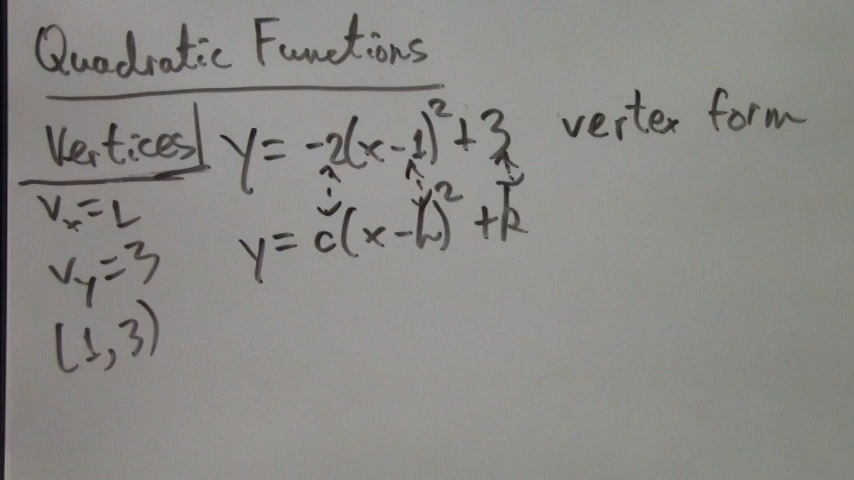 Quadratic Functions
Vertices y = -2(x-1)² + 3 vertex form
Vx = 1
y = c(x-h)² + k
Vy = 3
(1,3)